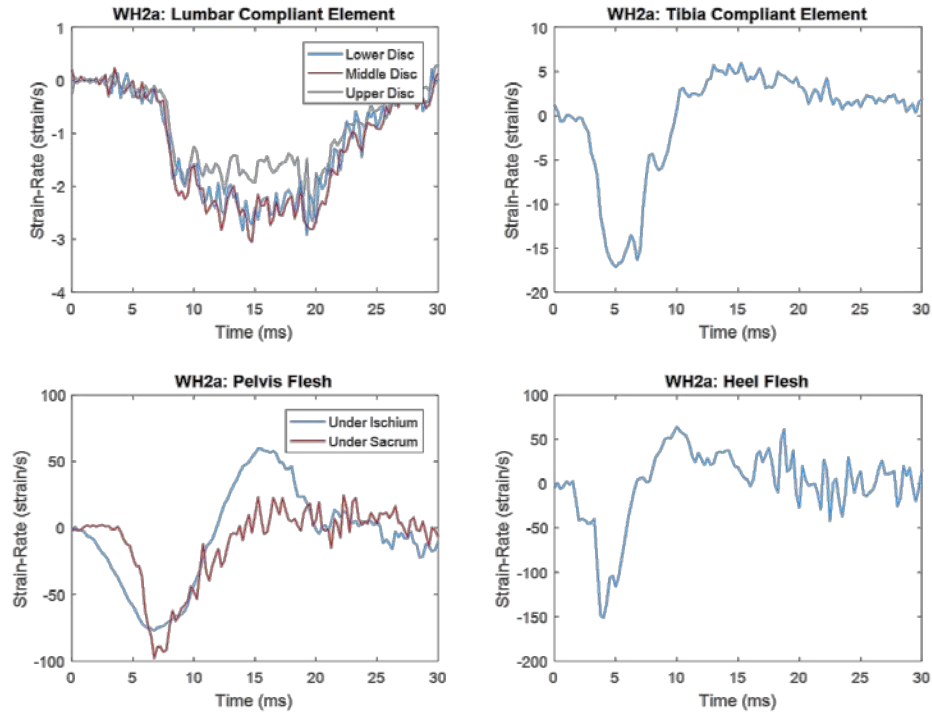 WH2a: Lumbar Compliant Element
Strain-Rate (strain/s)
1
0
-1
-2
-3
-4
Lower Disc
Middle Disc
Upper Disc
0 5 10 15 20 25 30
Time (ms)
WH2a: Tibia Compliant Element
Strain-Rate (strain/s)
10
5
0
-5
-10
-15
-20
0 5 10 15 20 25 30
Time (ms)
WH2a: Pelvis Flesh
Strain-Rate (strain/s)
100
50
0
-50
-100
Under Ischium
Under Sacrum
0 5 10 15 20 25 30
Time (ms)
WH2a: Heel Flesh
Strain-Rate (strain/s)
100
50
0
-50
-100
-150
-200
0 5 10 15 20 25 30
Time (ms)